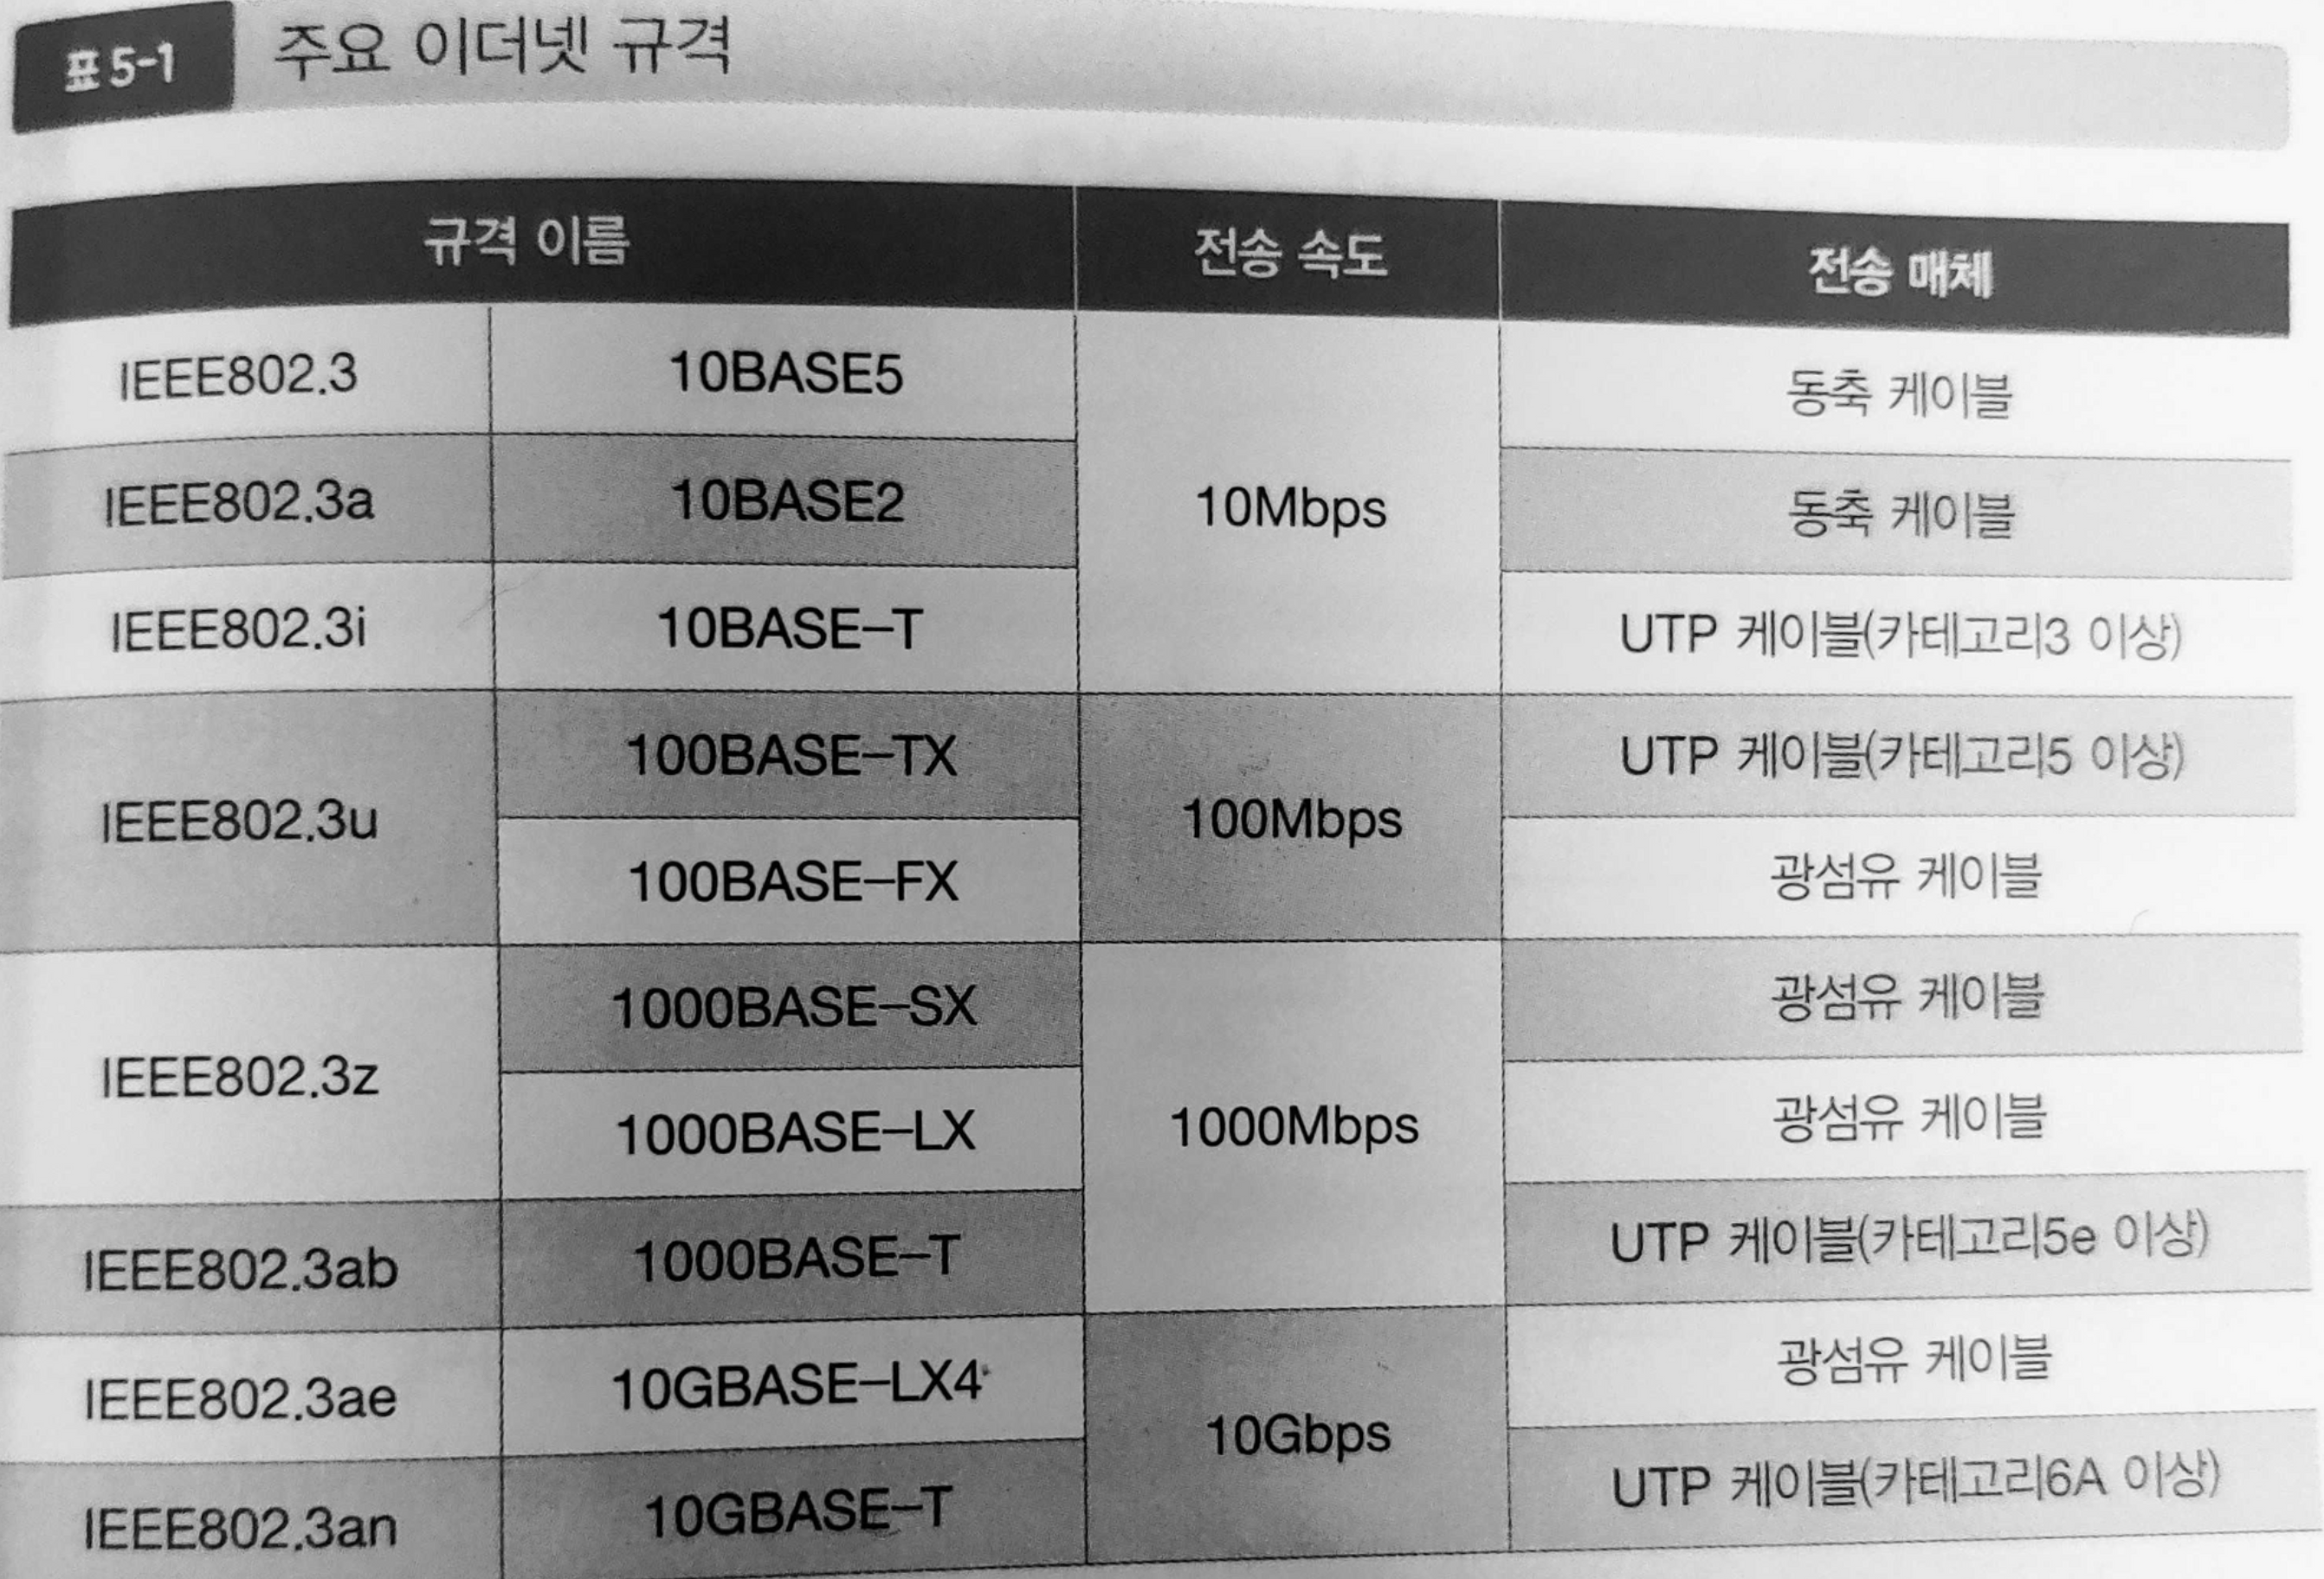 표 5-1 주요 이더넷 규격
규격 이름 전송 속도 전송 매체
IEEE802.3 10BASE5 동축 케이블
IEEE802.3a 10BASE2 10Mbps 동축 케이블
IEEE802.3i 10BASE-T UTP 케이블(카테고리3 이상)
100BASE-TX UTP 케이블(카테고리5 이상)
IEEE802.3u 100Mbps
100BASE-FX 광섬유 케이블
1000BASE-SX 광섬유 케이블
IEEE802.3z
1000BASE-LX 1000Mbps 광섬유 케이블
IEEE802.3ab 1000BASE-T UTP 케이블(카테고리5e 이상)
IEEE802.3ae 10GBASE-LX4 광섬유 케이블
10Gbps
IEEE802.3an 10GBASE-T UTP 케이블(카테고리6A 이상)